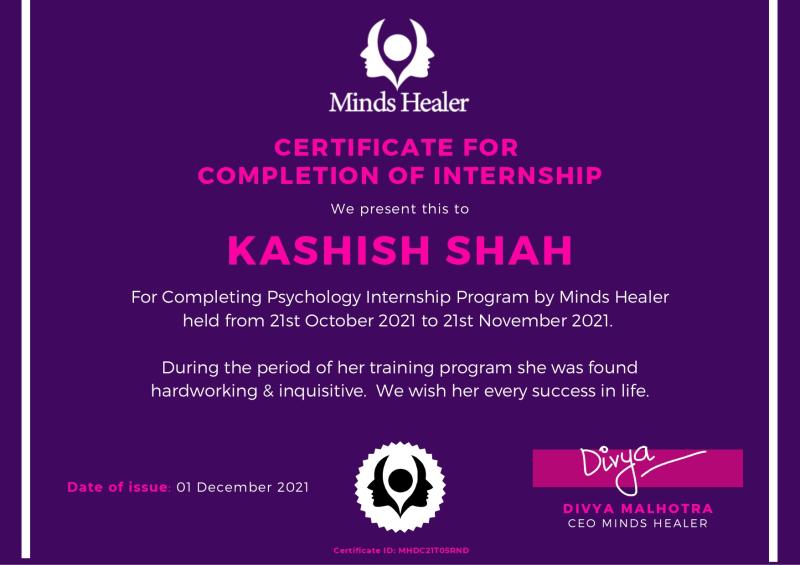 Minds Healer
CERTIFICATE FOR
COMPLETION OF INTERNSHIP
We present this to
KASHISH SHAH
For Completing Psychology Internship Program by Minds Healer
held from 21st October 2021 to 21st November 2021.
During the period of her training program she was found
hardworking & inquisitive. We wish her every success in life.
Divya
Date of issue: 01 December 2021
DIVYA MALHOTRA
CEO MINDS HEALER
Certificate ID: MHDC21T05RND